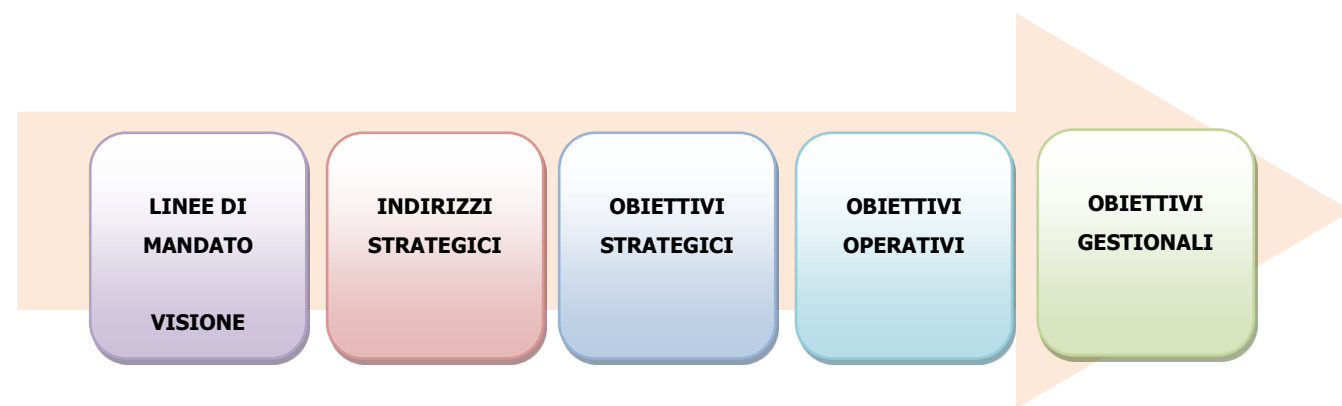 LINEE DI
MANDATO
VISIONE
INDIRIZZI
STRATEGICI
OBIETTIVI
STRATEGICI
OBIETTIVI
OPERATIVI
OBIETTIVI
GESTIONALI